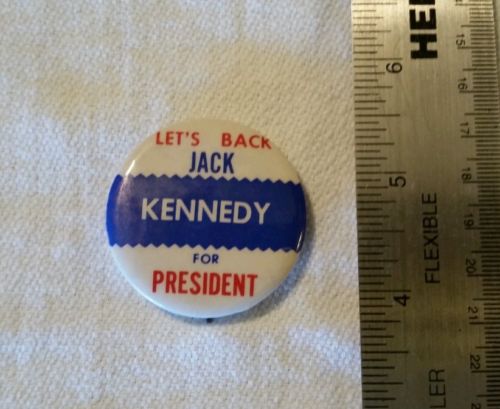 LET'S BACK
JACK
KENNEDY
FOR
PRESIDENT
6
5
4
15
16
17
18
19
20
21
22
FLEXIBLE